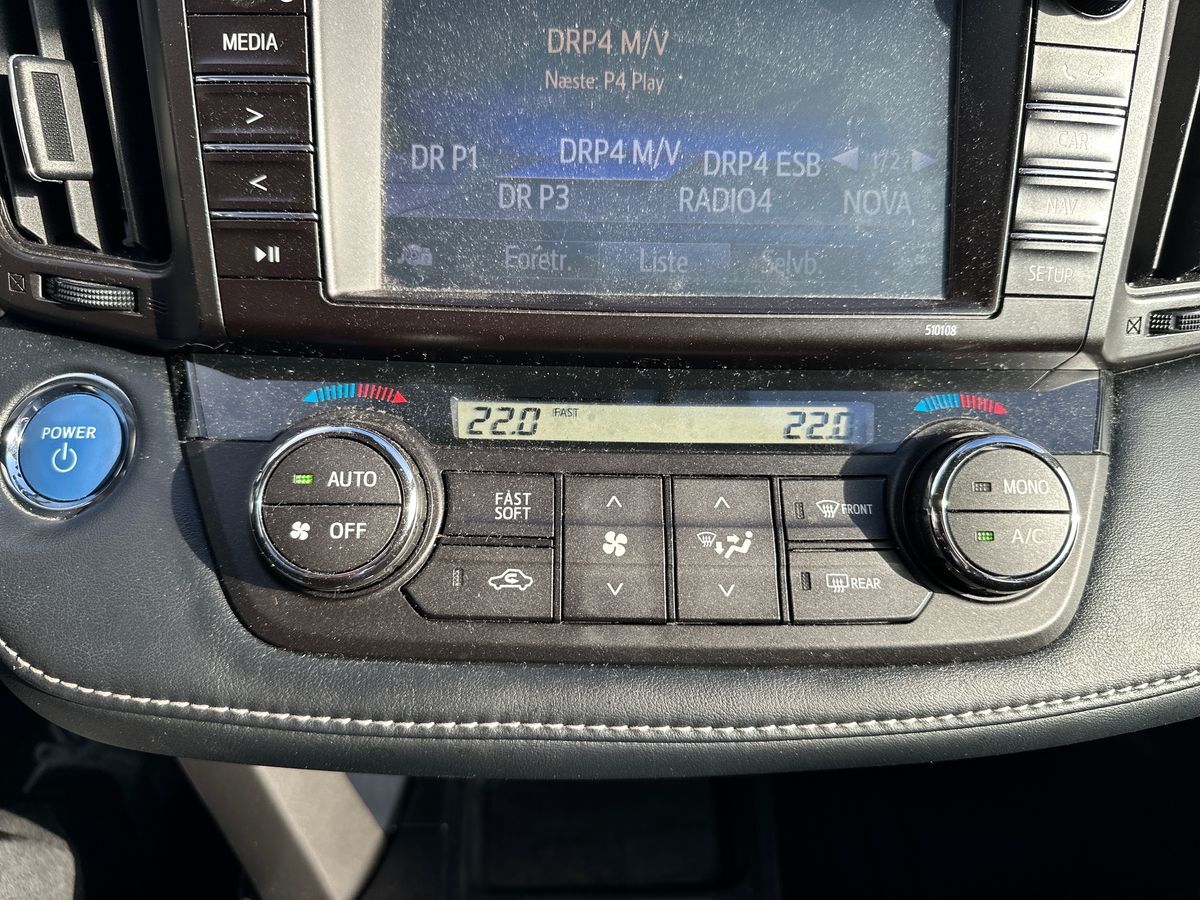 MEDIA
>
<
DRP4 M/V
Næste: P4 Play
DR P1
DRP4 M/V
DRP4 ESB
1/2
DR P3
RADIO4
NOVA
Foretr.
Liste
Selvb
CAR
NAV
SETUP
510108
POWER
22.0
FAST
22.0
AUTO
OFF
FAST
SOFT
FRONT
REAR
MONO
A/C